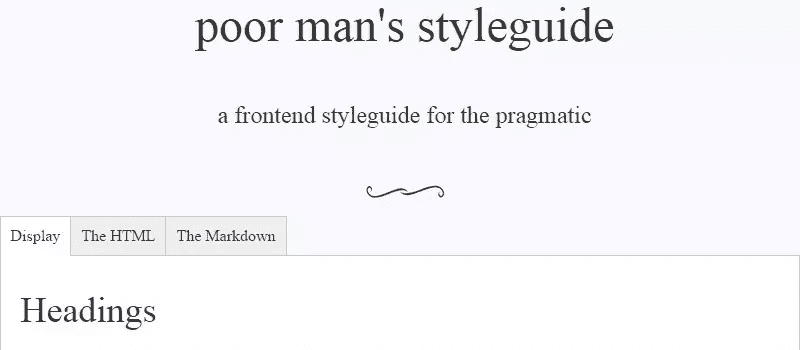 poor man's styleguide
a frontend styleguide for the pragmatic
Display The HTML The Markdown
Headings